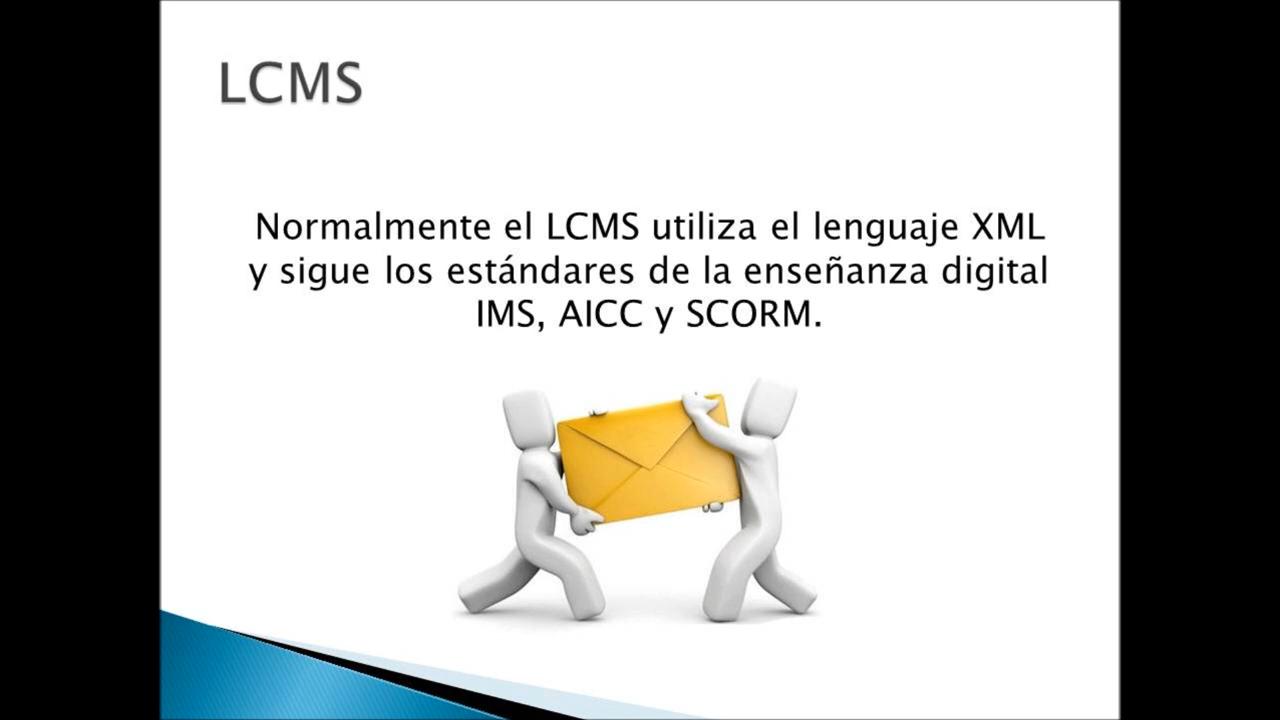 LCMS
Normalmente el LCMS utiliza el lenguaje XML
y sigue los estándares de la enseñanza digital
IMS, AICC y SCORM.